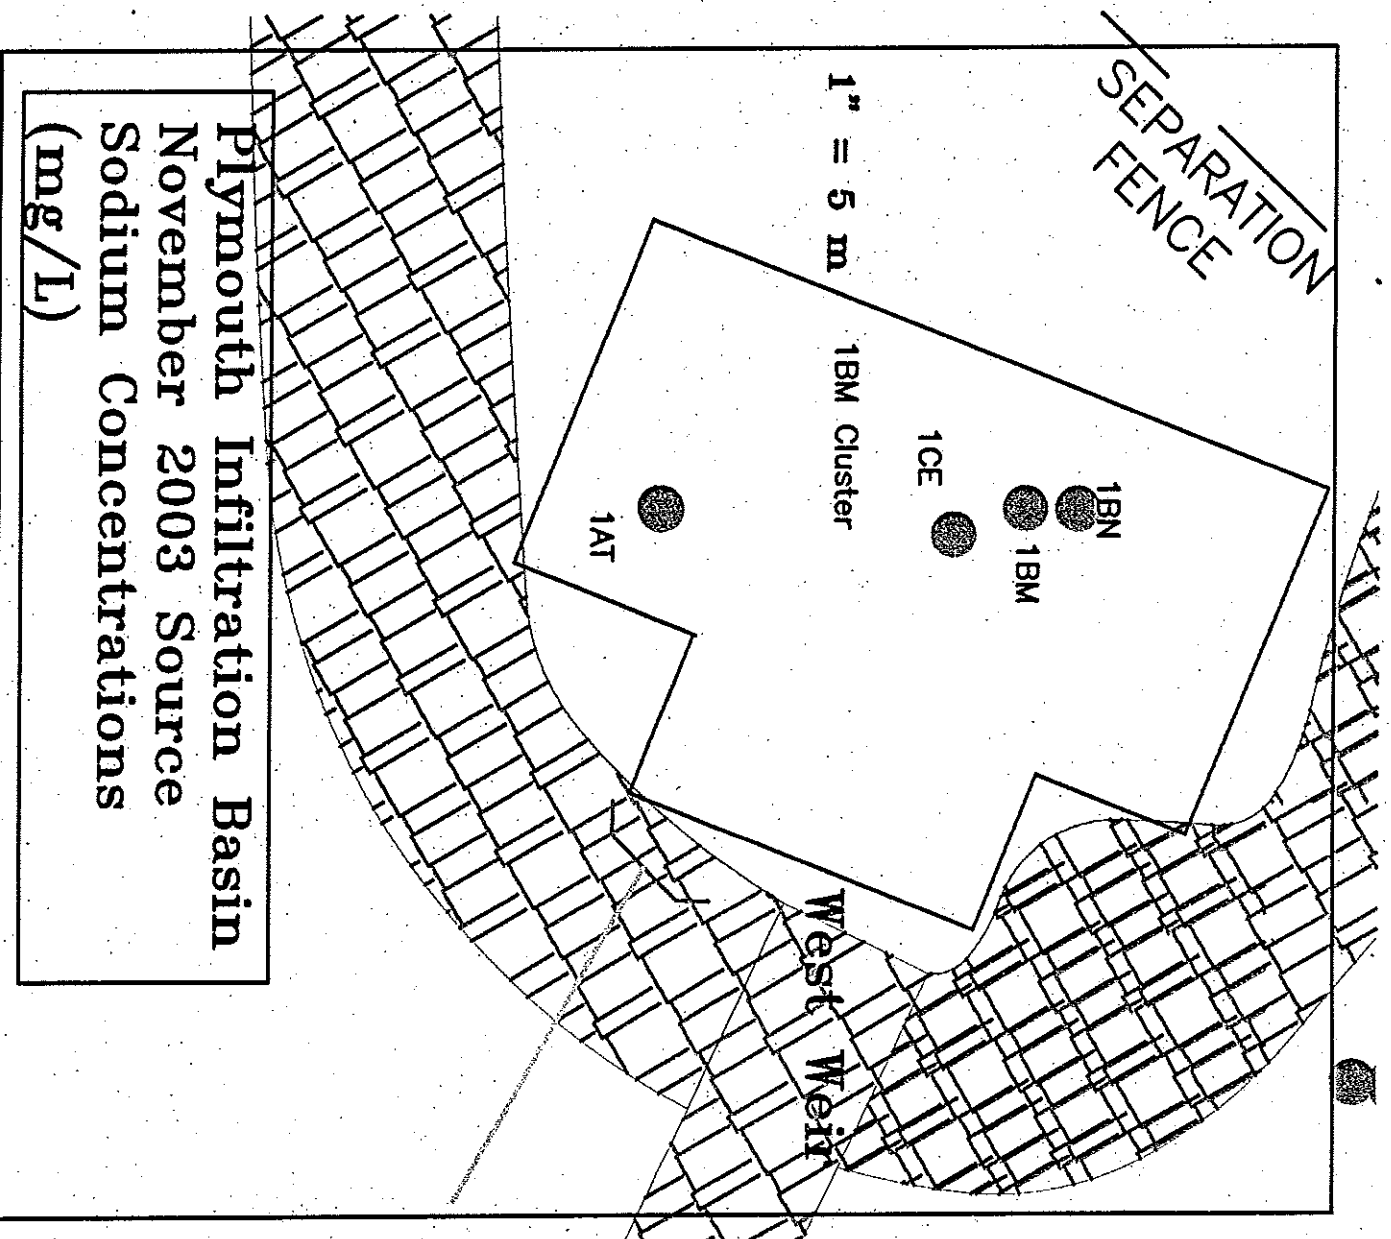 SEPARATION
FENCE
1" = 5 m
1BM Cluster
1CE
1BN
1BM
1AT
West Weir
Plymouth Infiltration Basin
November 2003 Source
Sodium Concentrations
(mg/L)